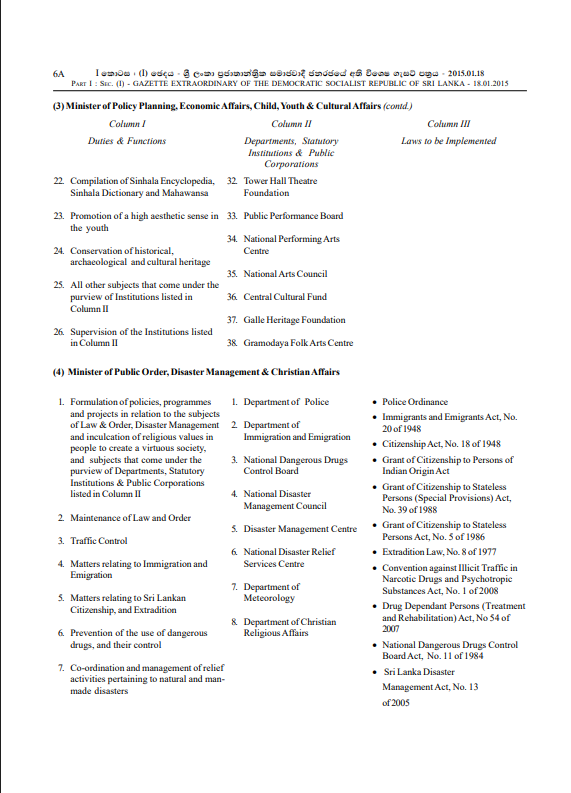 6A
I කොටස : (I) ඡෙදය - ශ්‍රී ලංකා ප්‍රජාතාන්ත්‍රික සමාජවාදී ජනරජයේ අති විශෙෂ ගැසට් පත්‍රය - 2015.01.18
PART I : SEC. (I) - GAZETTE EXTRAORDINARY OF THE DEMOCRATIC SOCIALIST REPUBLIC OF SRI LANKA - 18.01.2015
(3) Minister of Policy Planning, Economic Affairs, Child, Youth & Cultural Affairs (contd.)
Column I
Duties & Functions
22. Compilation of Sinhala Encyclopedia,
Sinhala Dictionary and Mahawansa
23. Promotion of a high aesthetic sense in
the youth
24. Conservation of historical,
archaeological and cultural heritage
25. All other subjects that come under the
purview of Institutions listed in
Column II
26. Supervision of the Institutions listed
in Column II
Column II
Departments, Statutory
Institutions & Public
Corporations
32. Tower Hall Theatre
Foundation
33. Public Performance Board
34. National Performing Arts
Centre
35. National Arts Council
36. Central Cultural Fund
37. Galle Heritage Foundation
38. Gramodaya Folk Arts Centre
Column III
Laws to be Implemented
(4) Minister of Public Order, Disaster Management & Christian Affairs
1. Formulation of policies, programmes
and projects in relation to the subjects
of Law & Order, Disaster Management
and inculcation of religious values in
people to create a virtuous society,
and subjects that come under the
purview of Departments, Statutory
Institutions & Public Corporations
listed in Column II
2. Maintenance of Law and Order
3. Traffic Control
4. Matters relating to Immigration and
Emigration
5. Matters relating to Sri Lankan
Citizenship, and Extradition
6. Prevention of the use of dangerous
drugs, and their control
7. Co-ordination and management of relief
activities pertaining to natural and man-
made disasters
1. Department of Police
2. Department of
Immigration and Emigration
3. National Dangerous Drugs
Control Board
4. National Disaster
Management Council
5. Disaster Management Centre
6. National Disaster Relief
Services Centre
7. Department of
Meteorology
8. Department of Christian
Religious Affairs
• Police Ordinance
• Immigrants and Emigrants Act, No.
20 of 1948
• Citizenship Act, No. 18 of 1948
• Grant of Citizenship to Persons of
Indian Origin Act
• Grant of Citizenship to Stateless
Persons (Special Provisions) Act,
No. 39 of 1988
• Grant of Citizenship to Stateless
Persons Act, No. 5 of 1986
• Extradition Law, No. 8 of 1977
• Convention against Illicit Traffic in
Narcotic Drugs and Psychotropic
Substances Act, No. 1 of 2008
• Drug Dependant Persons (Treatment
and Rehabilitation) Act, No 54 of
2007
• National Dangerous Drugs Control
Board Act, No. 11 of 1984
• Sri Lanka Disaster
Management Act, No. 13
of 2005